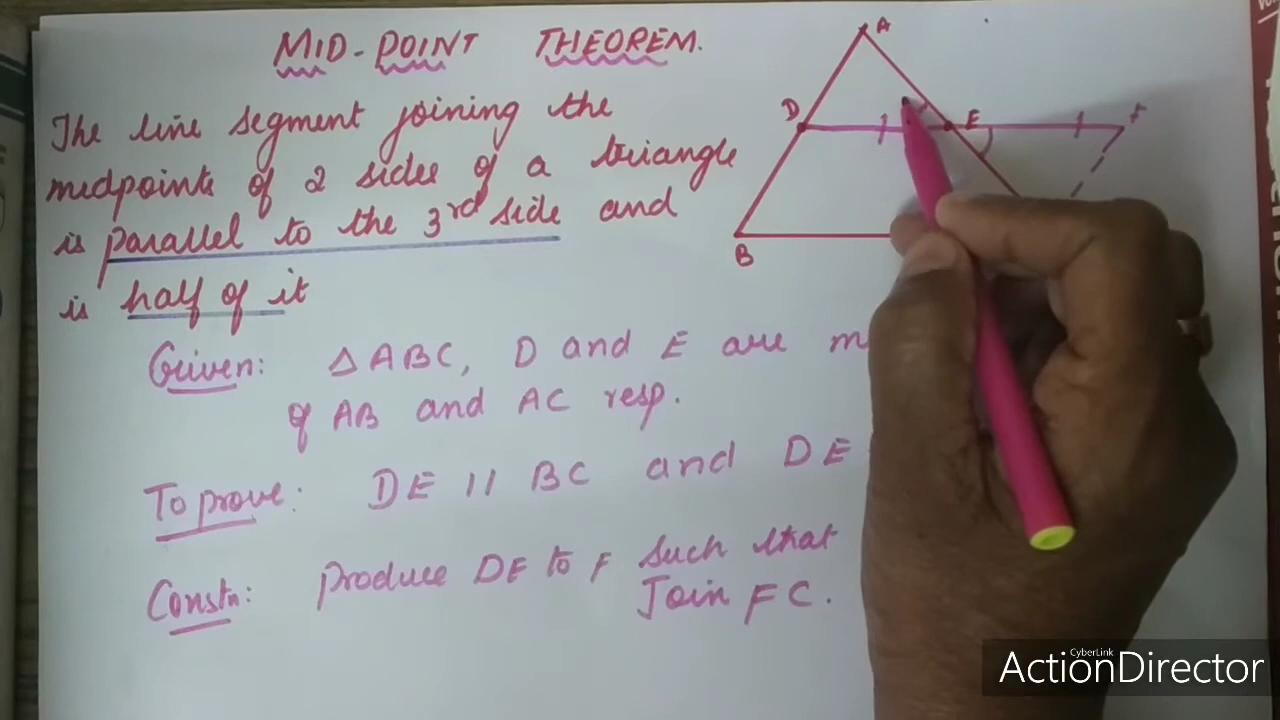 MID-POINT THEOREM.
The line segment joining the
midpoints of 2 sides of a triangle
is parallel to the 3rd side and
is half of it
Given: △ABC, D and E are m
of AB and AC resp.
To prove: DE || BC and DE
Constn: Produce DE to F such that
Join FC.
A
D
E
F
B
CyberLink
ActionDirector